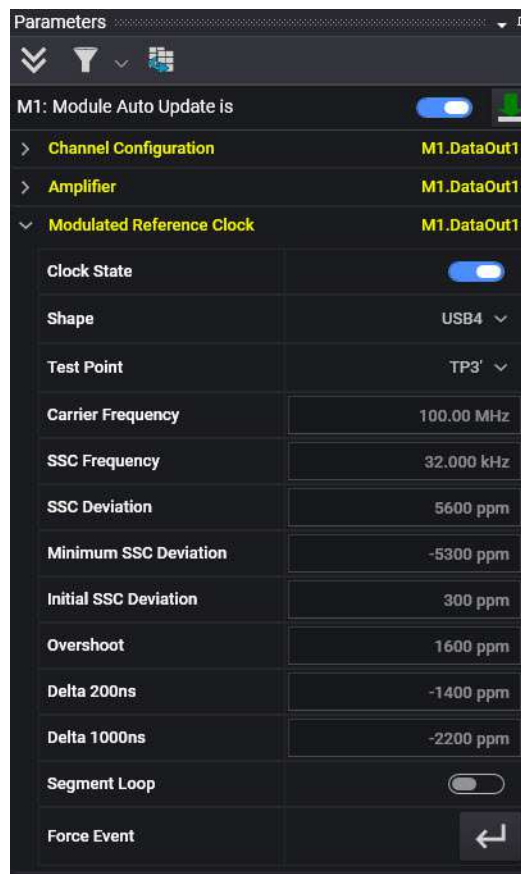 Parameters
M1: Module Auto Update is
Channel Configuration M1.DataOut1
Amplifier M1.DataOut1
Modulated Reference Clock M1.DataOut1
Clock State
Shape USB4
Test Point TP3'
Carrier Frequency 100.00 MHz
SSC Frequency 32.000 kHz
SSC Deviation 5600 ppm
Minimum SSC Deviation -5300 ppm
Initial SSC Deviation 300 ppm
Overshoot 1600 ppm
Delta 200ns -1400 ppm
Delta 1000ns -2200 ppm
Segment Loop
Force Event